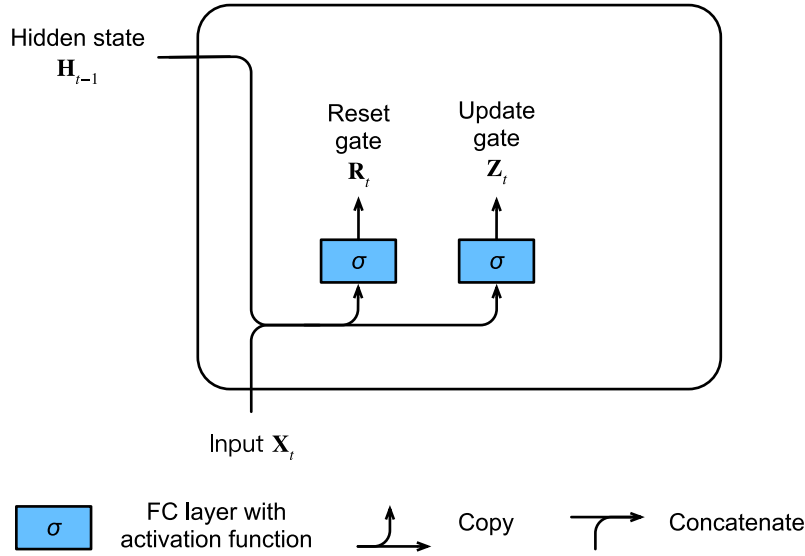 Hidden state
H_{t−1}
Reset
gate
R_t
Update
gate
Z_t
σ
σ
Input X_t
σ
FC layer with
activation function
Copy
Concatenate